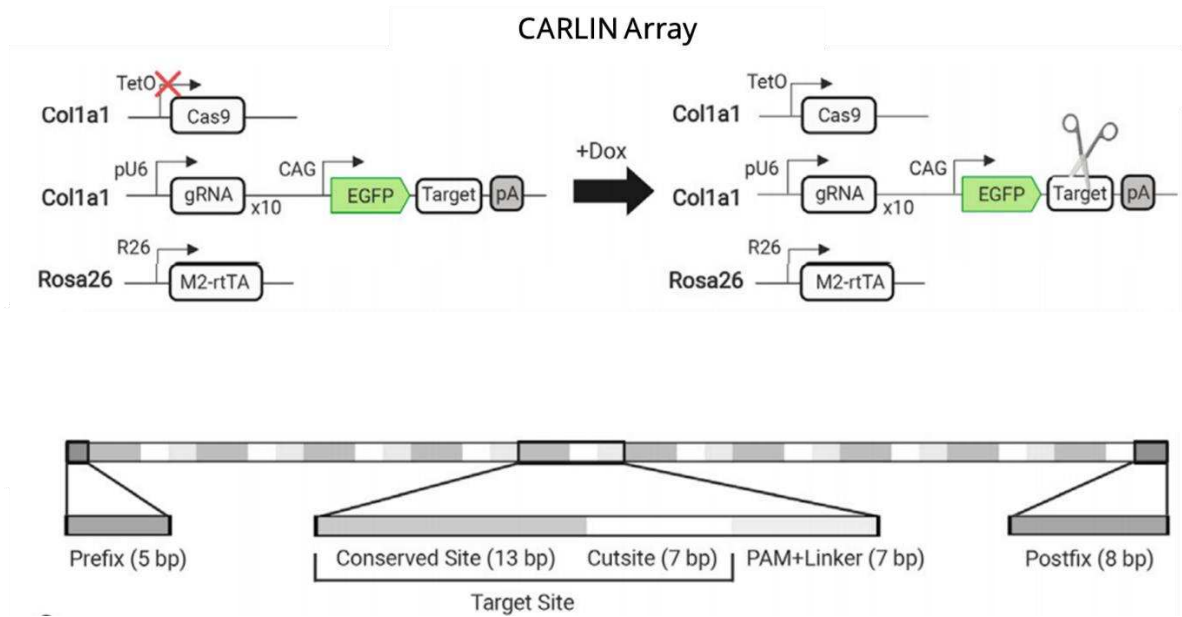 CARLIN Array
TetO
Col1a1 Cas9
pU6 CAG
Col1a1 gRNA x10 EGFP Target pA
R26
Rosa26 M2-rtTA
+Dox
TetO
Col1a1 Cas9
pU6 CAG
Col1a1 gRNA x10 EGFP Target pA
R26
Rosa26 M2-rtTA
Prefix (5 bp)
Conserved Site (13 bp) Cutsite (7 bp) PAM+Linker (7 bp)
Postfix (8 bp)
Target Site